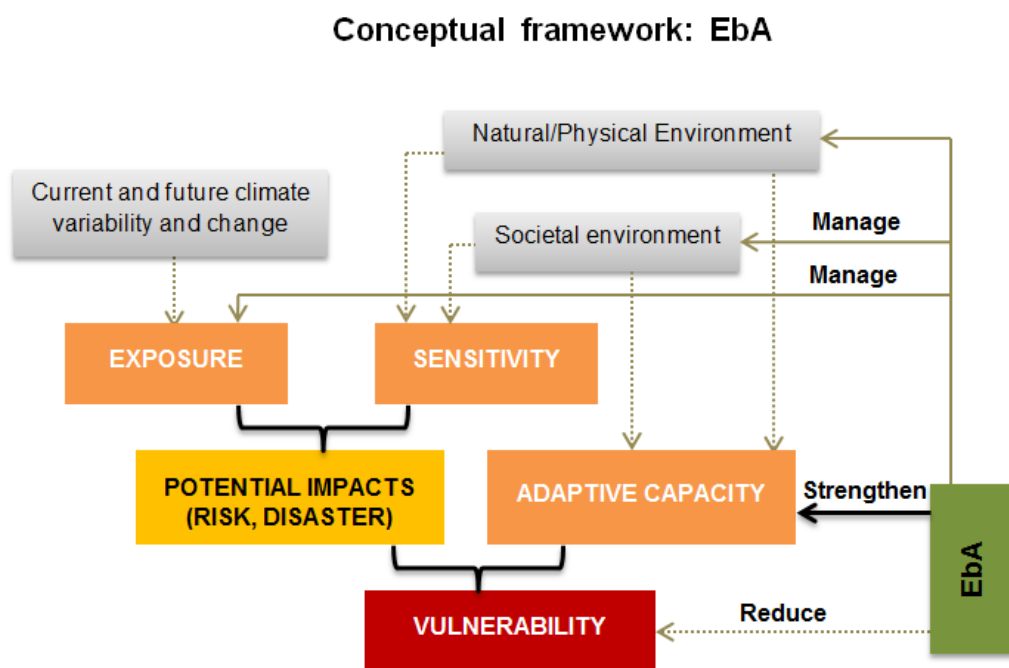 Conceptual framework: EbA
Natural/Physical Environment
Current and future climate
variability and change
Societal environment
Manage
Manage
EXPOSURE
SENSITIVITY
POTENTIAL IMPACTS
(RISK, DISASTER)
ADAPTIVE CAPACITY
Strengthen
EbA
Reduce
VULNERABILITY